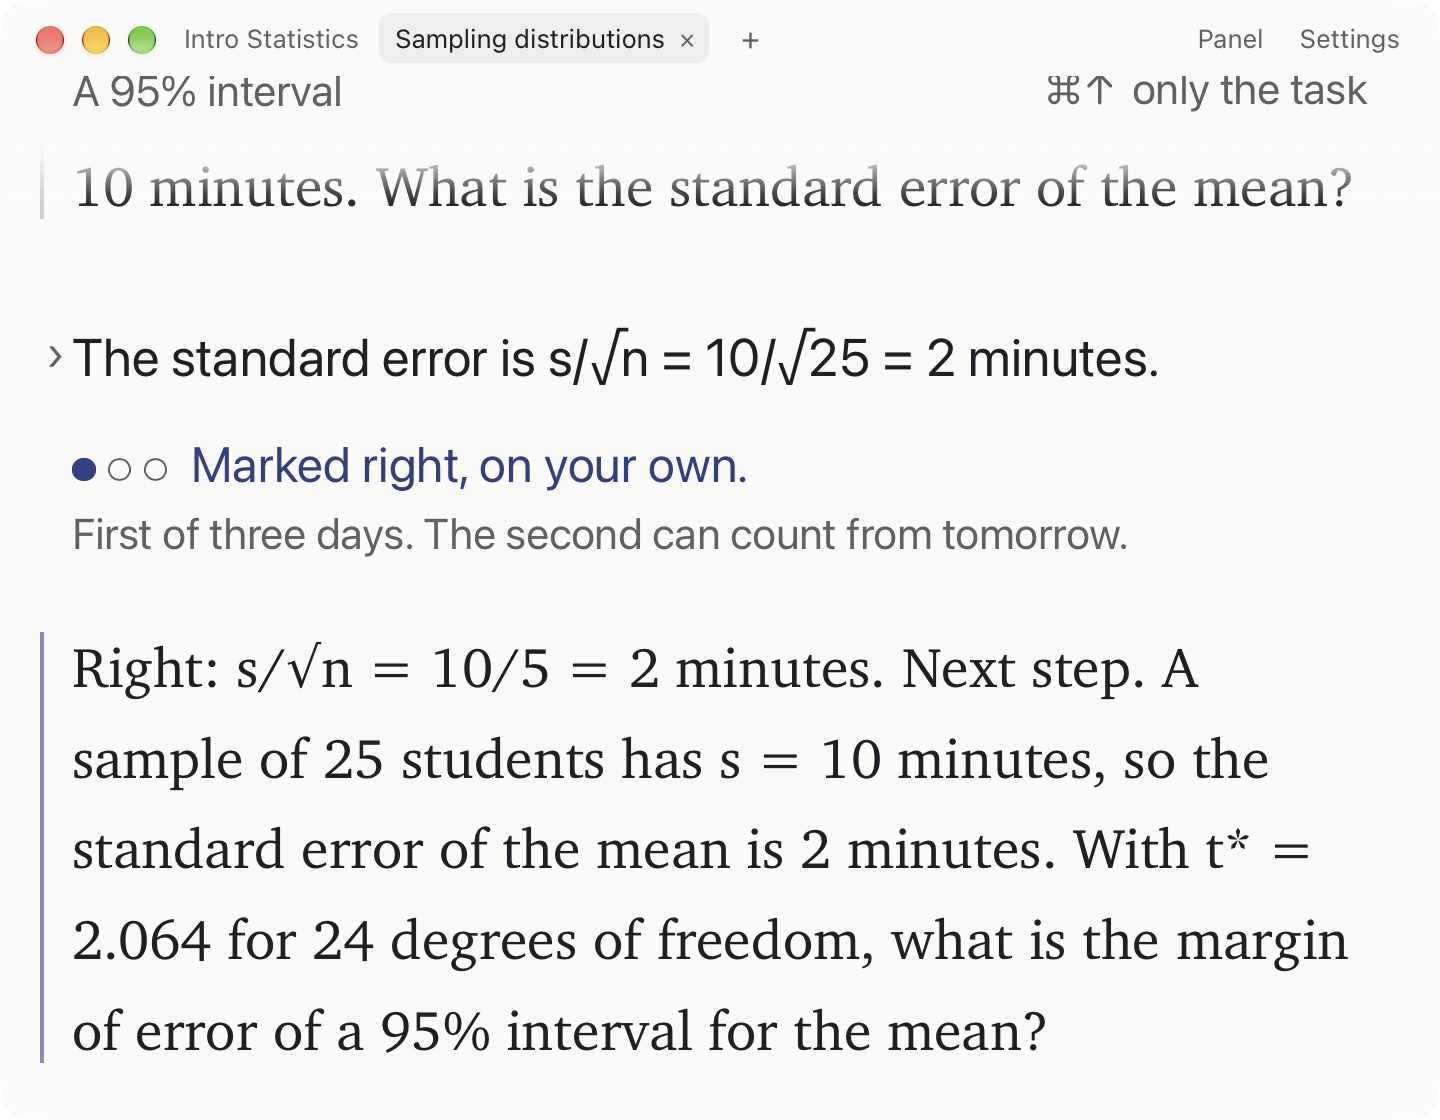 Intro Statistics Sampling distributions × + Panel Settings
A 95% interval ⌘↑ only the task
10 minutes. What is the standard error of the mean?
› The standard error is s/√n = 10/√25 = 2 minutes.
Marked right, on your own.
First of three days. The second can count from tomorrow.
Right: s/√n = 10/5 = 2 minutes. Next step. A
sample of 25 students has s = 10 minutes, so the
standard error of the mean is 2 minutes. With t* =
2.064 for 24 degrees of freedom, what is the margin
of error of a 95% interval for the mean?